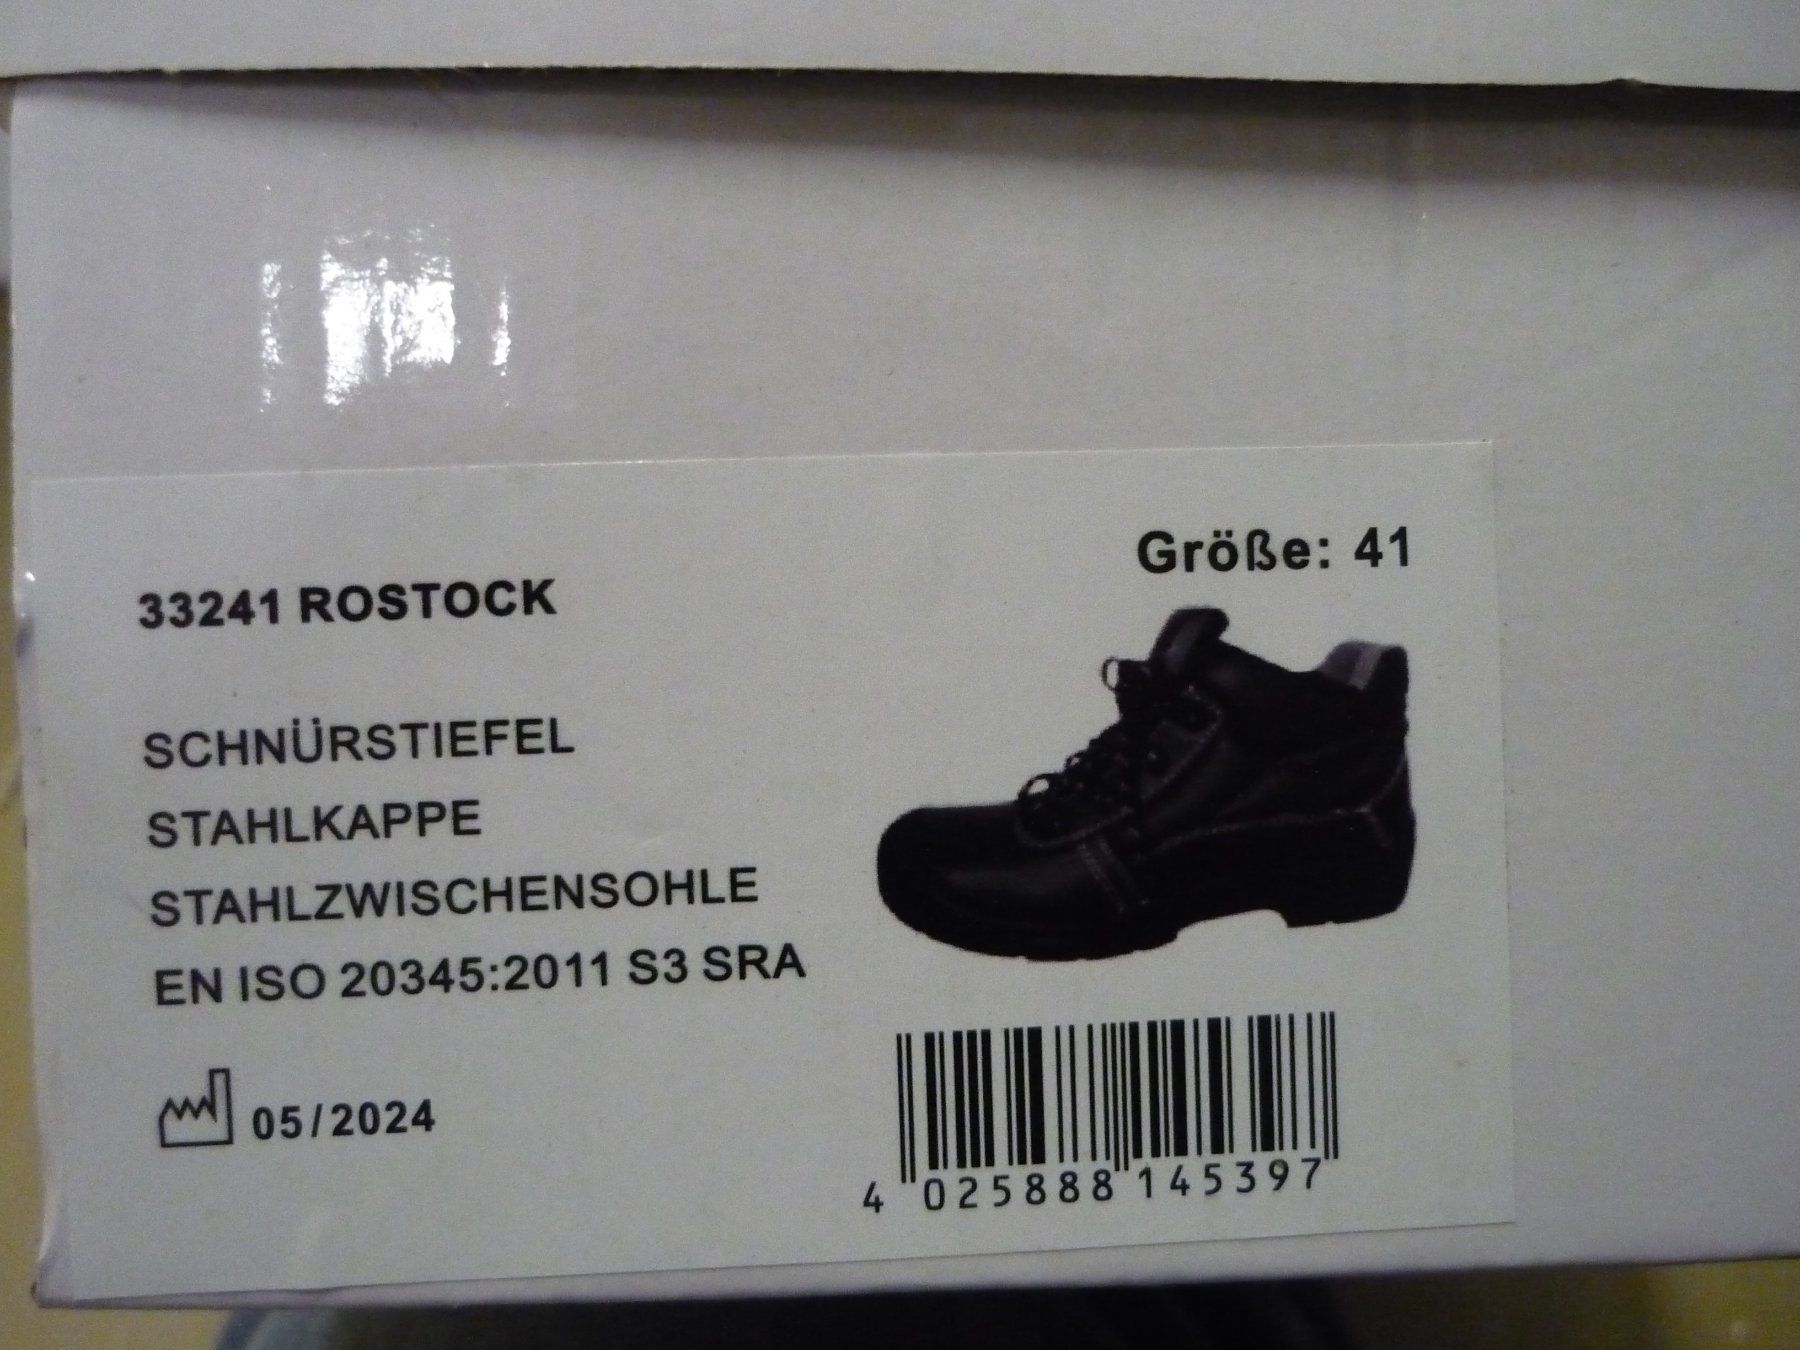 Größe: 41
33241 ROSTOCK
SCHNÜRSTIEFEL
STAHLKAPPE
STAHLZWISCHENSOHLE
EN ISO 20345:2011 S3 SRA
05/2024
4 025888 145397